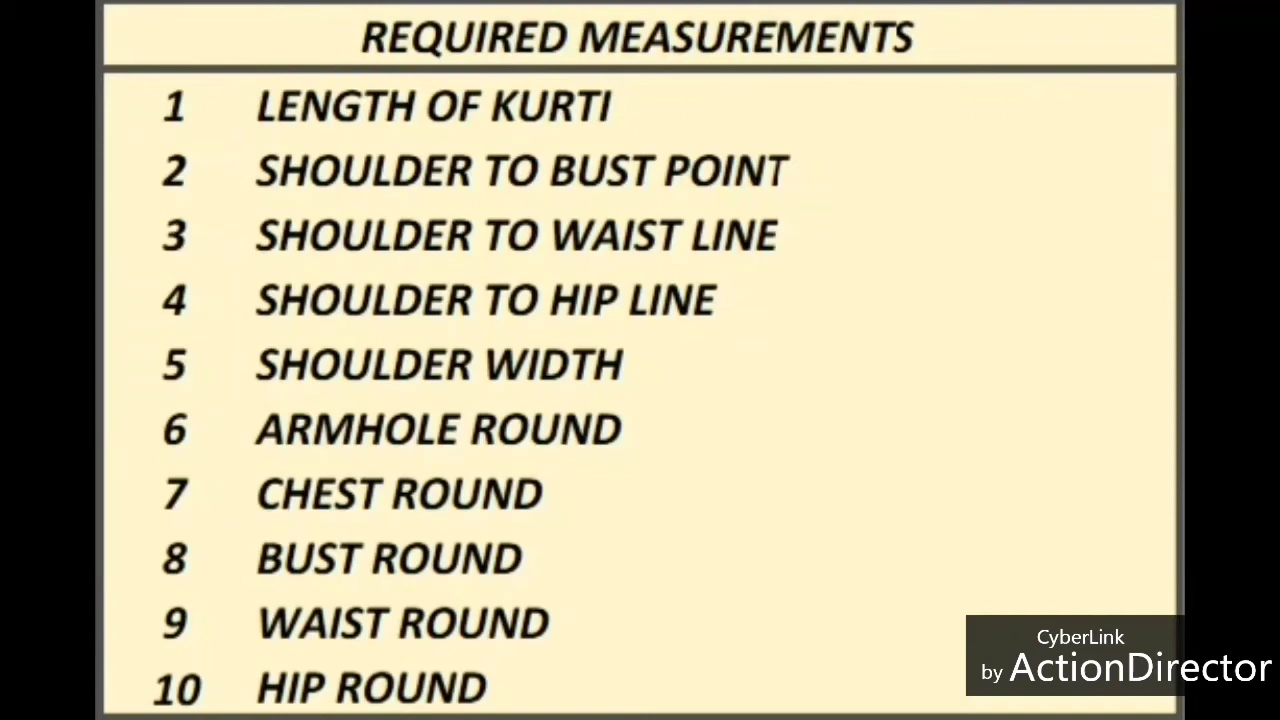 REQUIRED MEASUREMENTS
1 LENGTH OF KURTI
2 SHOULDER TO BUST POINT
3 SHOULDER TO WAIST LINE
4 SHOULDER TO HIP LINE
5 SHOULDER WIDTH
6 ARMHOLE ROUND
7 CHEST ROUND
8 BUST ROUND
9 WAIST ROUND
10 HIP ROUND
CyberLink
by ActionDirector